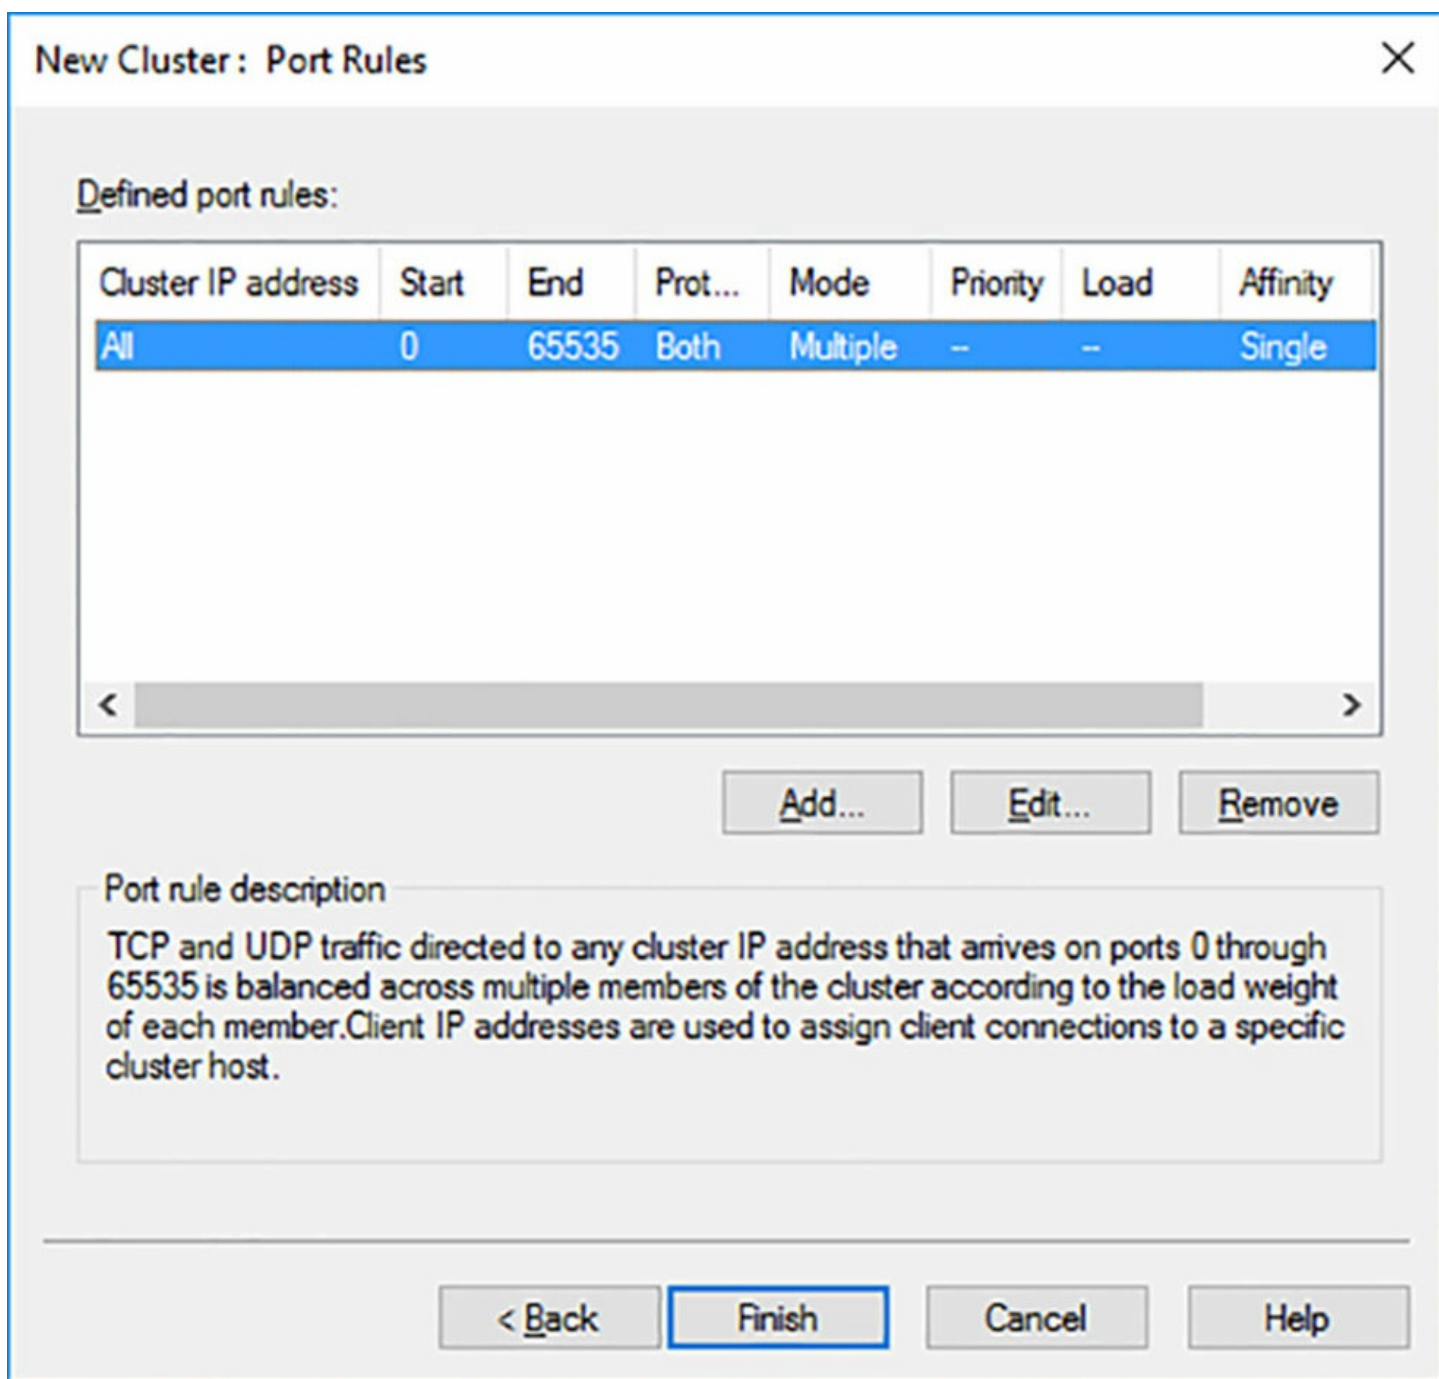 New Cluster : Port Rules
Defined port rules:
Cluster IP address Start End Prot... Mode Priority Load Affinity
All 0 65535 Both Multiple -- -- Single
Add... Edit... Remove
Port rule description
TCP and UDP traffic directed to any cluster IP address that arrives on ports 0 through
65535 is balanced across multiple members of the cluster according to the load weight
of each member.Client IP addresses are used to assign client connections to a specific
cluster host.
< Back Finish Cancel Help